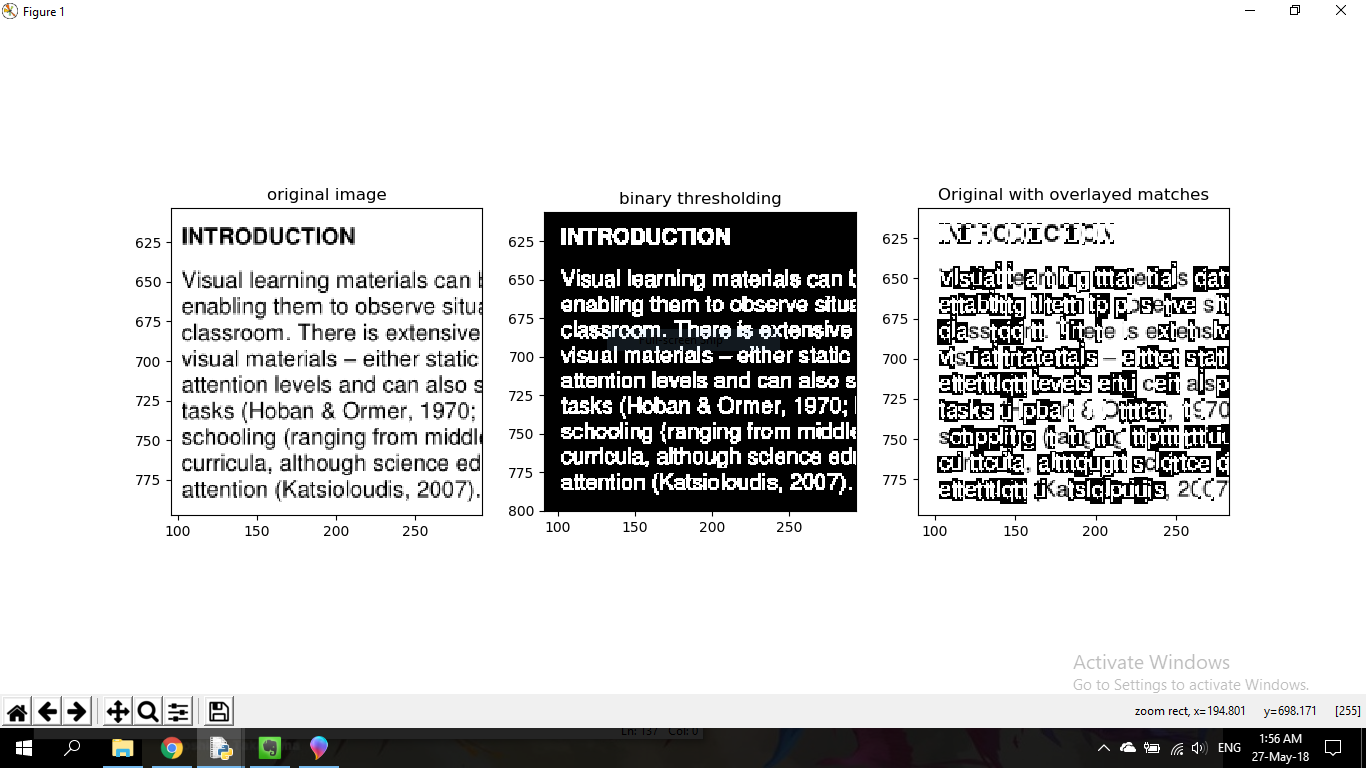 Figure 1
original image
INTRODUCTION
Visual learning materials can
enabling them to observe situa
classroom. There is extensive
visual materials – either static
attention levels and can also s
tasks (Hoban & Ormer, 1970;
schooling (ranging from middle
curricula, although science ed
attention (Katsioloudis, 2007).
625
650
675
700
725
750
775
100
150
200
250
binary thresholding
INTRODUCTION
Visual learning materials can
enabling them to observe situa
classroom. There is extensive
visual materials – either static
attention levels and can also s
tasks (Hoban & Ormer, 1970;
schooling (ranging from middle
curricula, although science edu
attention (Katsioloudis, 2007).
625
650
675
700
725
750
775
800
100
150
200
250
Original with overlayed matches
625
650
675
700
725
750
775
100
150
200
250
Activate Windows
Go to Settings to activate Windows.
zoom rect, x=194.801 y=698.171 [255]
Ln: 137 Col: 0
ENG
1:56 AM
27-May-18